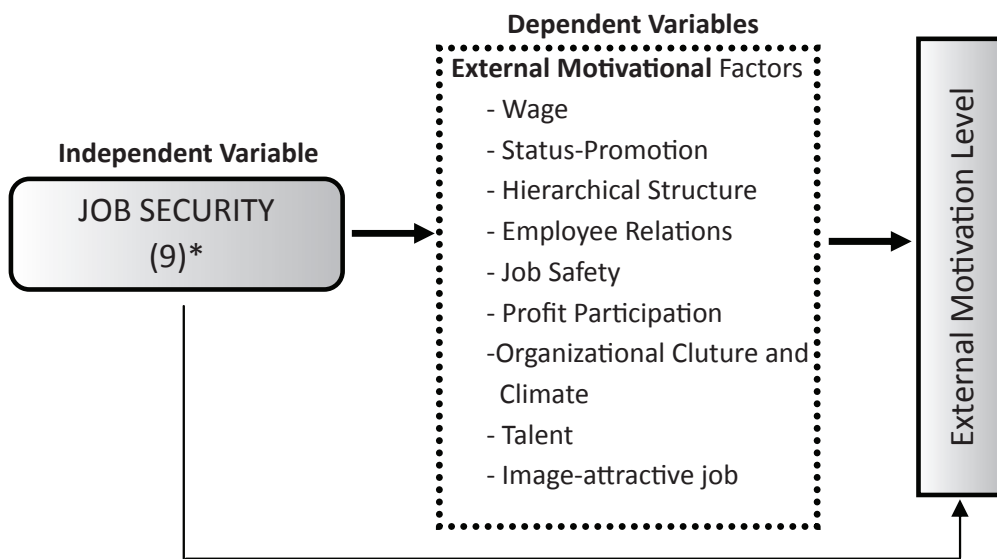 Dependent Variables
External Motivational Factors
- Wage
- Status-Promotion
- Hierarchical Structure
- Employee Relations
- Job Safety
- Profit Participation
-Organizational Cluture and
Climate
- Talent
- Image-attractive job
Independent Variable
JOB SECURITY
(9)*
External Motivation Level